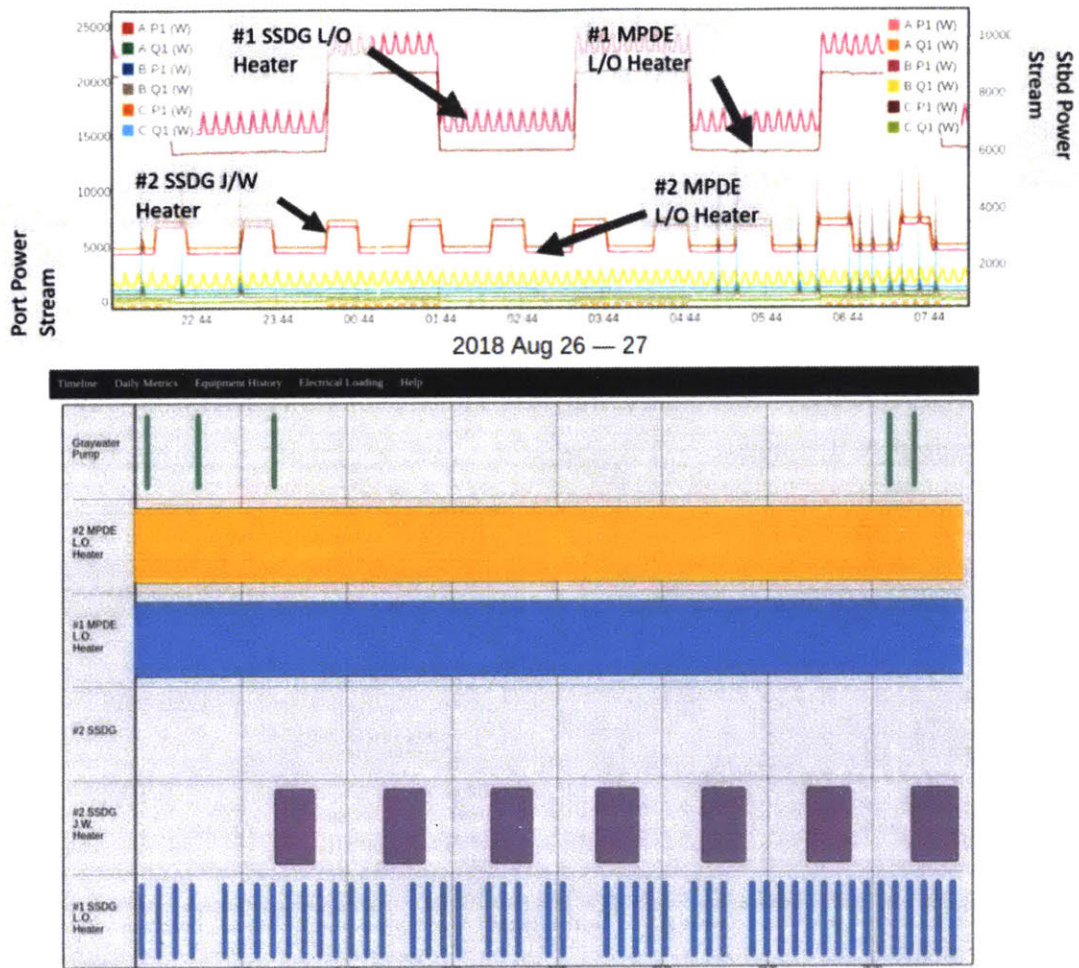 25000
20000
15000
10000
5000
0
A P1 (W)
A Q1 (W)
B P1 (W)
B Q1 (W)
C P1 (W)
C Q1 (W)
#1 SSDG L/O
Heater
#1 MPDE
L/O Heater
A P1 (W)
A Q1 (W)
B P1 (W)
B Q1 (W)
C P1 (W)
C Q1 (W)
10000
8000
6000
4000
2000
Stbd Power
Stream
#2 SSDG J/W
Heater
#2 MPDE
L/O Heater
Port Power
Stream
22 44
00 44
01 44
02 44
03 44
04 44
05 44
06 44
07 44
2018 Aug 26 — 27
Timeline Daily Metrics Equipment History Electrical Loading Help
Graywater
Pump
#2 MPDE
L.O.
Heater
#1 MPDE
L.O.
Heater
#2 SSDG
#2 SSDG
J.W.
Heater
#1 SSDG
L.O.
Heater